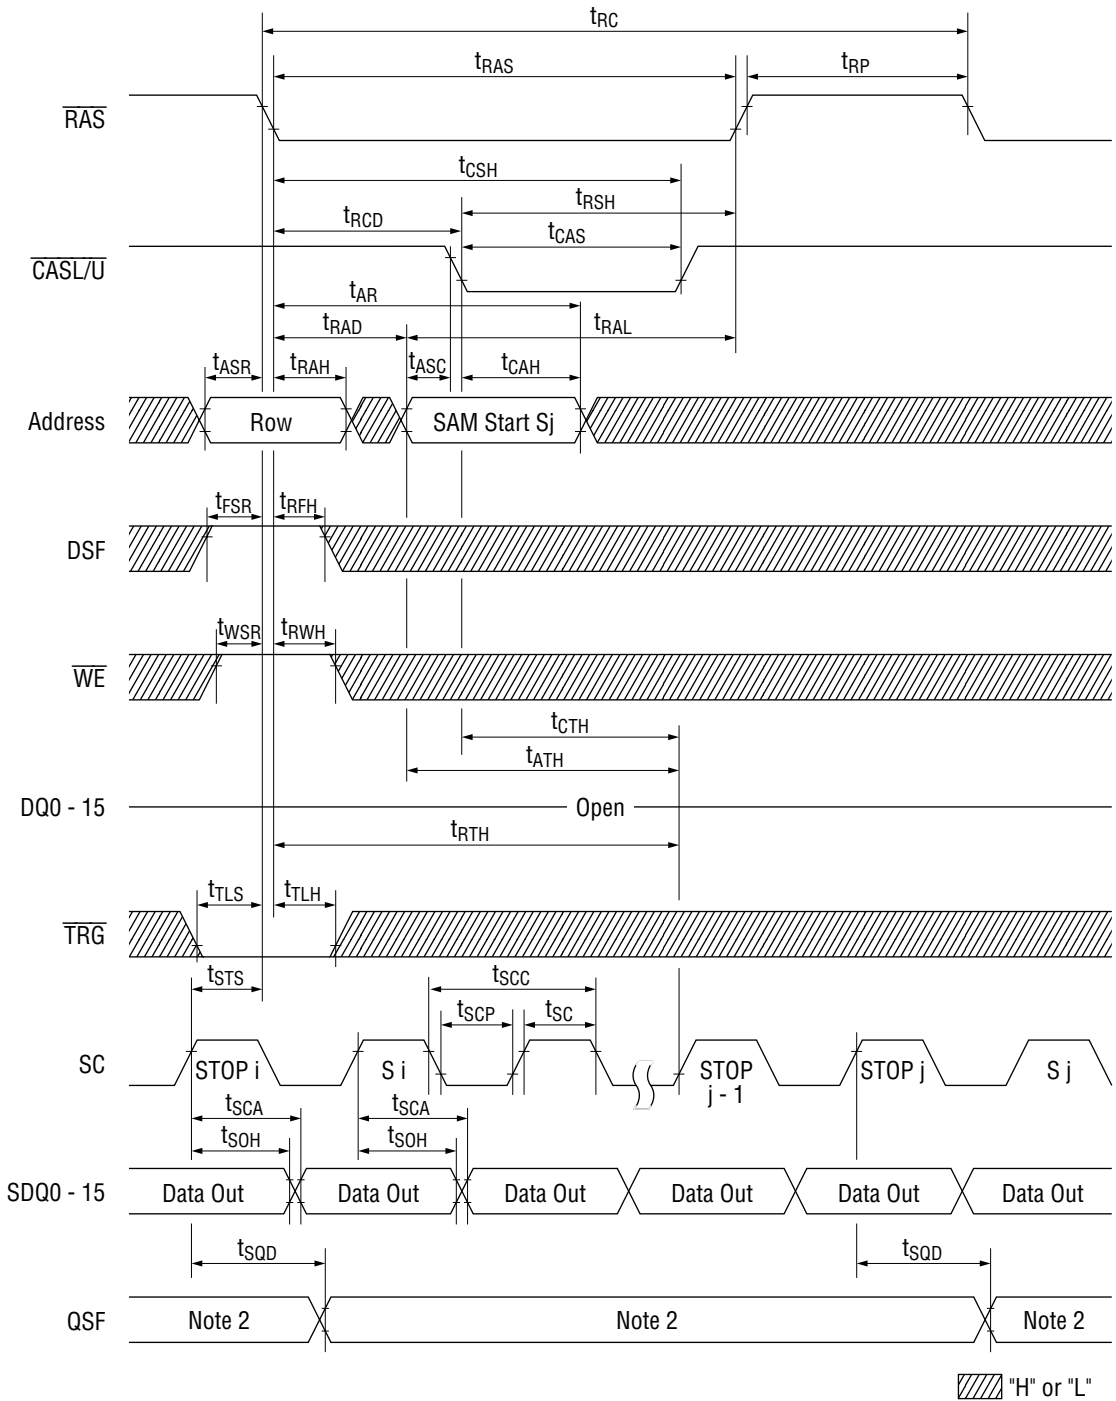 tRC
tRAS
tRP
RAS
tCSH
tRSH
tRCD
tCAS
CASL/U
tAR
tRAD
tRAL
tASR
tRAH
tASC
tCAH
Address
Row
SAM Start Sj
tFSR
tRFH
DSF
tWSR
tRWH
WE
tCTH
tATH
DQ0 - 15
Open
tRTH
tTLS
tTLH
TRG
tSTS
tSCC
tSCP
tSC
SC
STOP i
S i
STOP
j - 1
STOP j
S j
tSCA
tSCA
tSOH
tSOH
SDQ0 - 15
Data Out
Data Out
Data Out
Data Out
Data Out
Data Out
tSQD
tSQD
QSF
Note 2
Note 2
Note 2
"H" or "L"